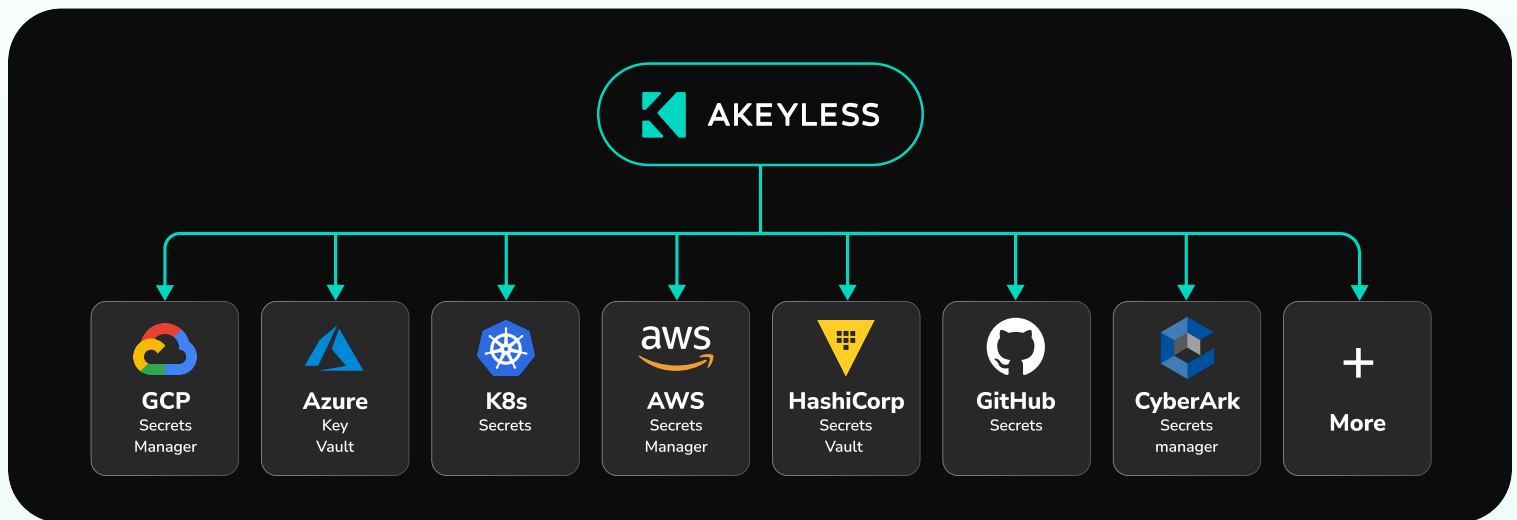 AKEYLESS
GCP
Secrets
Manager
Azure
Key
Vault
K8s
Secrets
aws
AWS
Secrets
Manager
HashiCorp
Secrets
Vault
GitHub
Secrets
CyberArk
Secrets
manager
+
More